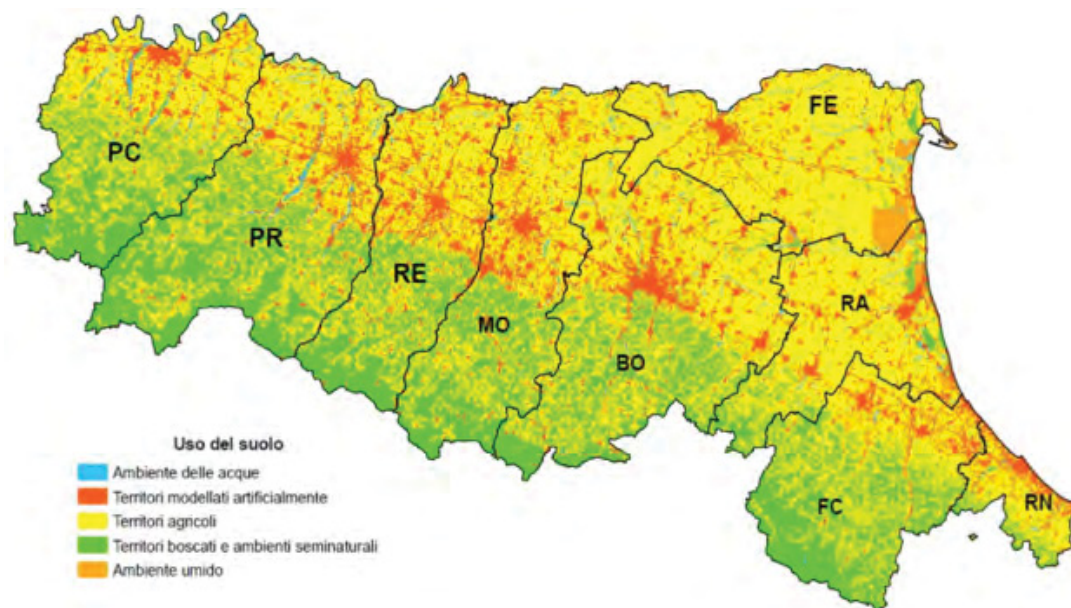 FE
PC
PR
RE
RA
MO
BO
FC
RN
Uso del suolo
Ambiente delle acque
Territori modellati artificialmente
Territori agricoli
Territori boscati e ambienti seminaturali
Ambiente umido